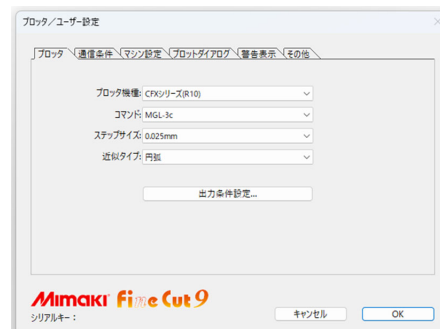 プロッタ／ユーザー設定
プロッタ 通信条件 マシン設定 プロットダイアログ 警告表示 その他
プロッタ機種: CFXシリーズ(R10)
コマンド: MGL-3c
ステップサイズ: 0.025mm
近似タイプ: 円弧
出力条件設定...
Mimaki Fine Cut 9
シリアルキー：
キャンセル OK